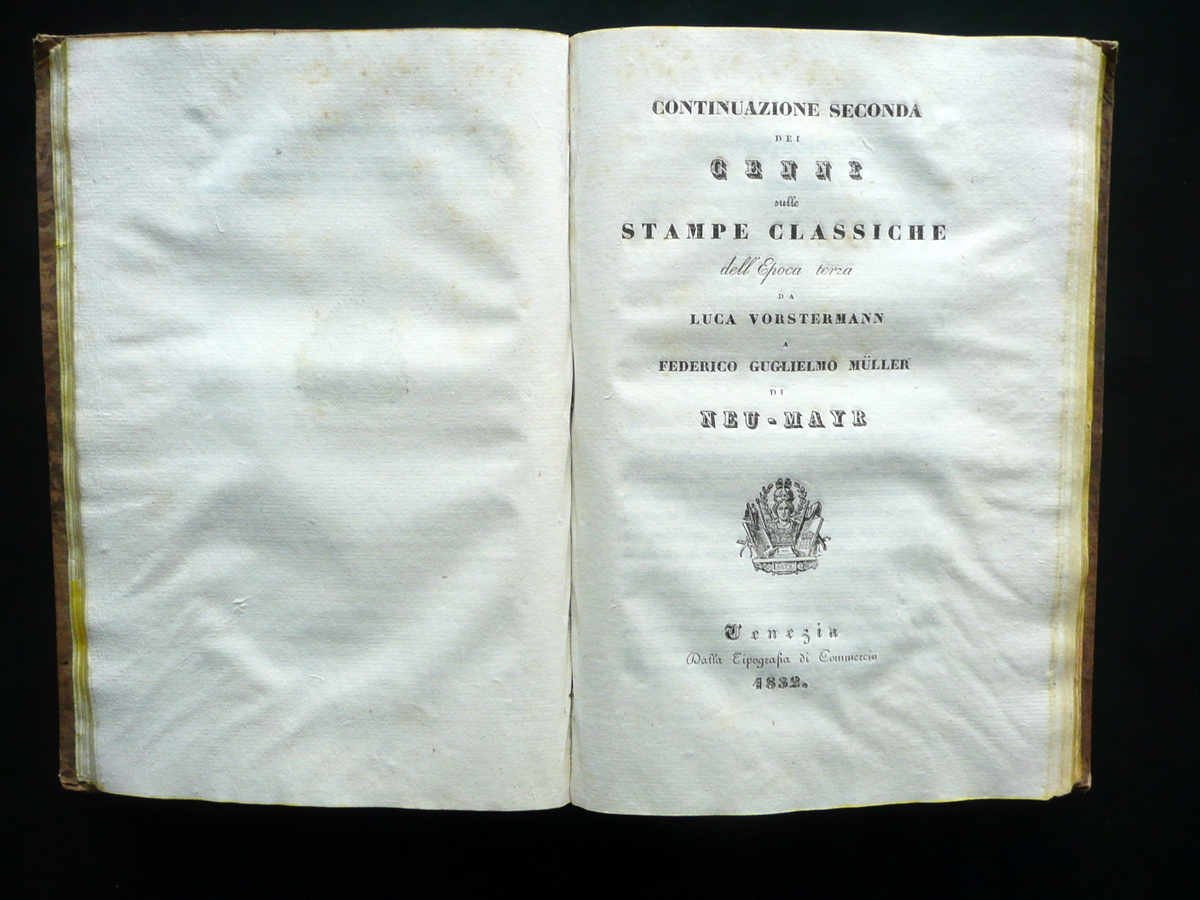 CONTINUAZIONE SECONDA
DEI
CENNI
sulle
STAMPE CLASSICHE
dell'Epoca terza
DA
LUCA VORSTERMANN
A
FEDERICO GUGLIELMO MÜLLER
DI
NEU-MAYR
Venezia
Dalla Tipografia di Commercio
1832.